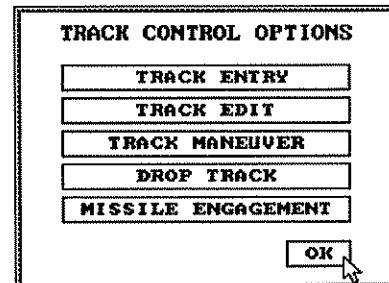 TRACK CONTROL OPTIONS
TRACK ENTRY
TRACK EDIT
TRACK MANEUVER
DROP TRACK
MISSILE ENGAGEMENT
OK